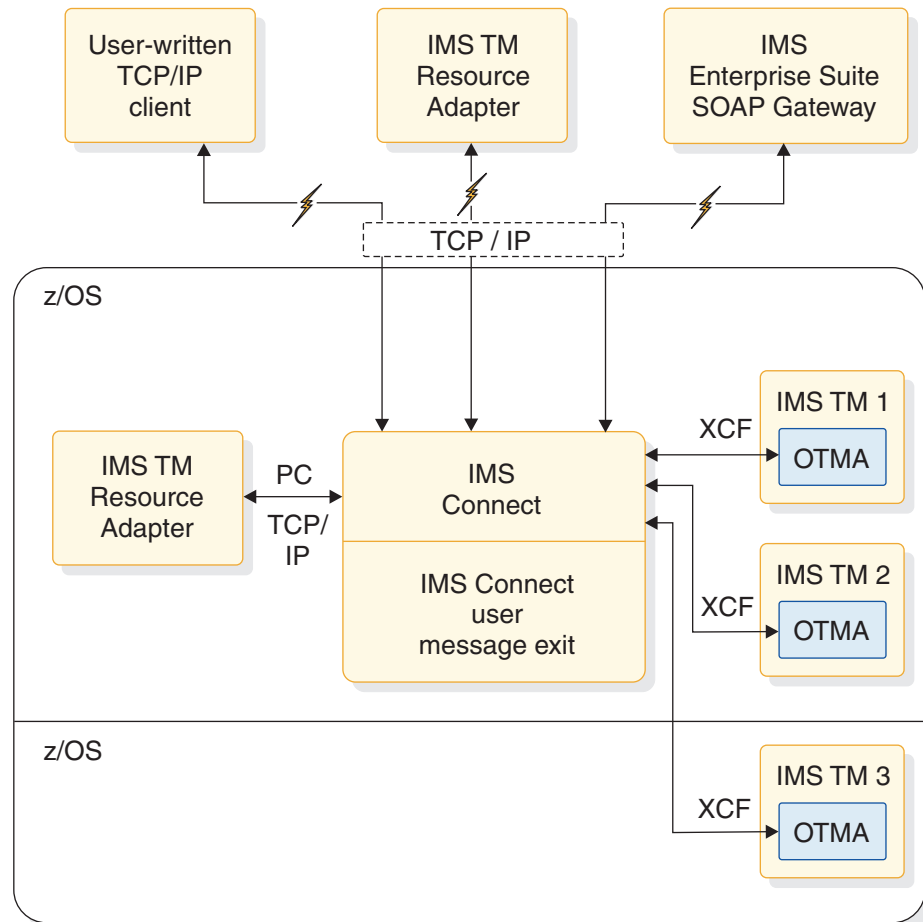 User-written
TCP/IP
client
IMS TM
Resource
Adapter
IMS
Enterprise Suite
SOAP Gateway
TCP / IP
z/OS
IMS TM
Resource
Adapter
PC
TCP/
IP
IMS
Connect
IMS Connect
user
message exit
XCF
IMS TM 1
OTMA
XCF
IMS TM 2
OTMA
z/OS
XCF
IMS TM 3
OTMA